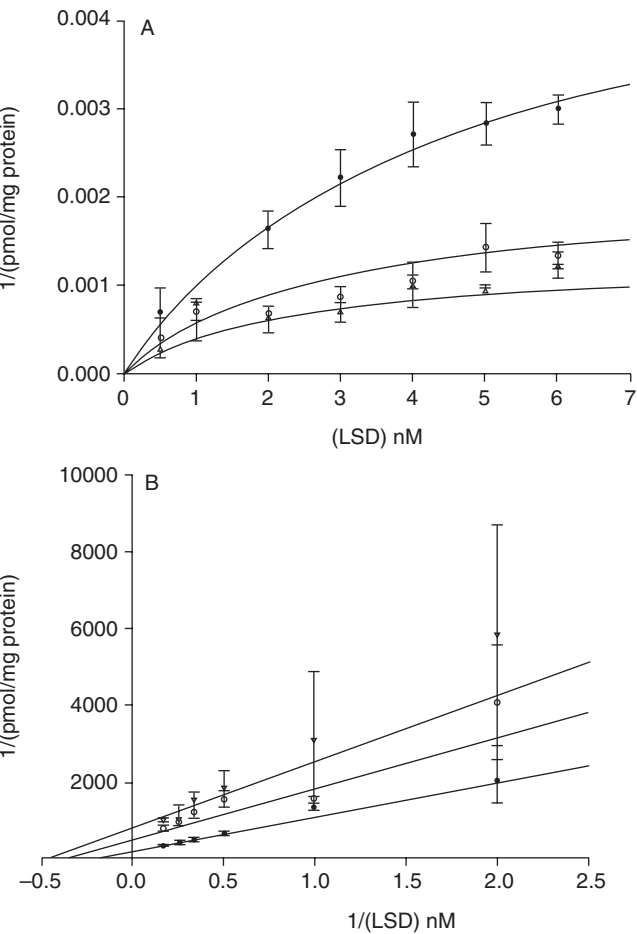 A
0.004
0.003
0.002
0.001
0.000
1/(pmol/mg protein)
0 1 2 3 4 5 6 7
(LSD) nM
B
10000
8000
6000
4000
2000
1/(pmol/mg protein)
–0.5 0.0 0.5 1.0 1.5 2.0 2.5
1/(LSD) nM